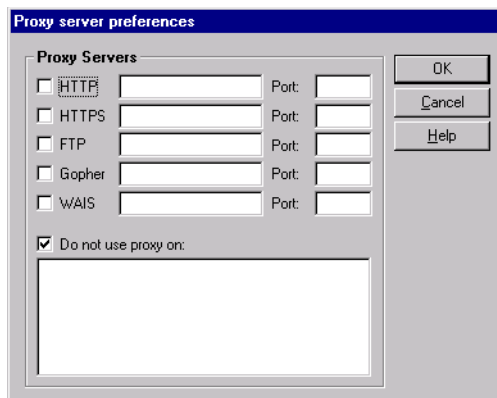 Proxy server preferences
Proxy Servers
HTTP Port:
HTTPS Port:
FTP Port:
Gopher Port:
WAIS Port:
Do not use proxy on:
OK
Cancel
Help